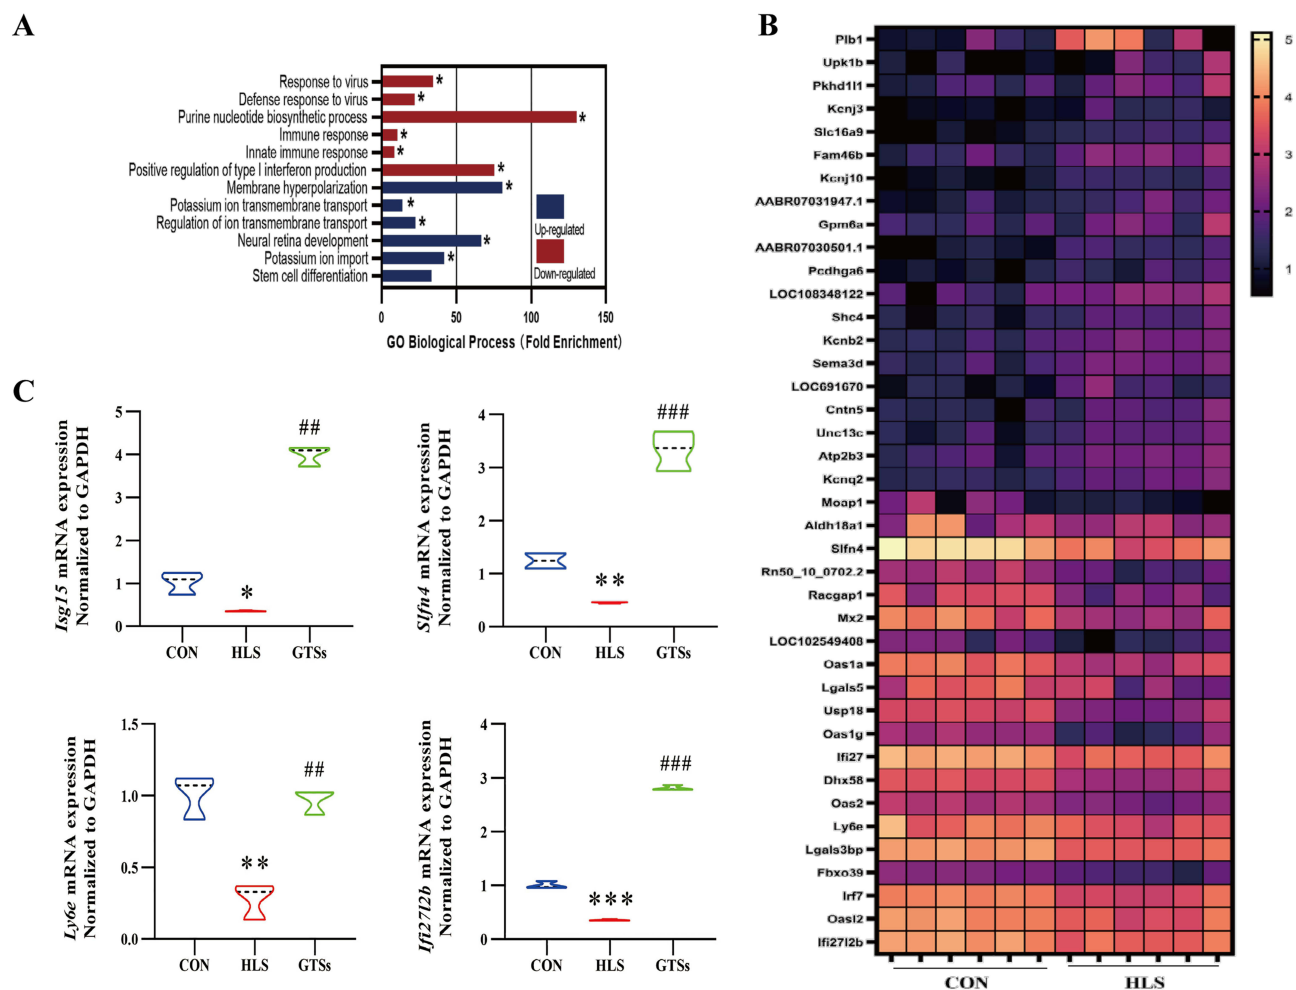 A
Response to virus
Defense response to virus
Purine nucleotide biosynthetic process
Immune response
Innate immune response
Positive regulation of type I interferon production
Membrane hyperpolarization
Potassium ion transmembrane transport
Regulation of ion transmembrane transport
Neural retina development
Potassium ion import
Stem cell differentiation
* * * * * * * * * * *
Up-regulated
Down-regulated
0 50 100 150
GO Biological Process (Fold Enrichment)
B
Plb1
Upk1b
Pkhd1l1
Kcnj3
Slc16a9
Fam46b
Kcnj10
AABR07031947.1
Gpm6a
AABR07030501.1
Pcdhga6
LOC108348122
Shc4
Kcnb2
Sema3d
LOC691670
Cntn5
Unc13c
Atp2b3
Kcnq2
Moap1
Aldh18a1
Slfn4
Rn50_10_0702.2
Racgap1
Mx2
LOC102549408
Oas1a
Lgals5
Usp18
Oas1g
Ifi27
Dhx58
Oas2
Ly6e
Lgals3bp
Fbxo39
Irf7
Oasl2
Ifi27l2b
CON HLS
5
4
3
2
1
C
Isg15 mRNA expression
Normalized to GAPDH
5
4
3
2
1
0
*
##
CON HLS GTSs
Slfn4 mRNA expression
Normalized to GAPDH
4
3
2
1
0
**
###
CON HLS GTSs
Ly6e mRNA expression
Normalized to GAPDH
1.5
1.0
0.5
0.0
**
##
CON HLS GTSs
Ifi27l2b mRNA expression
Normalized to GAPDH
4
3
2
1
0
***
###
CON HLS GTSs